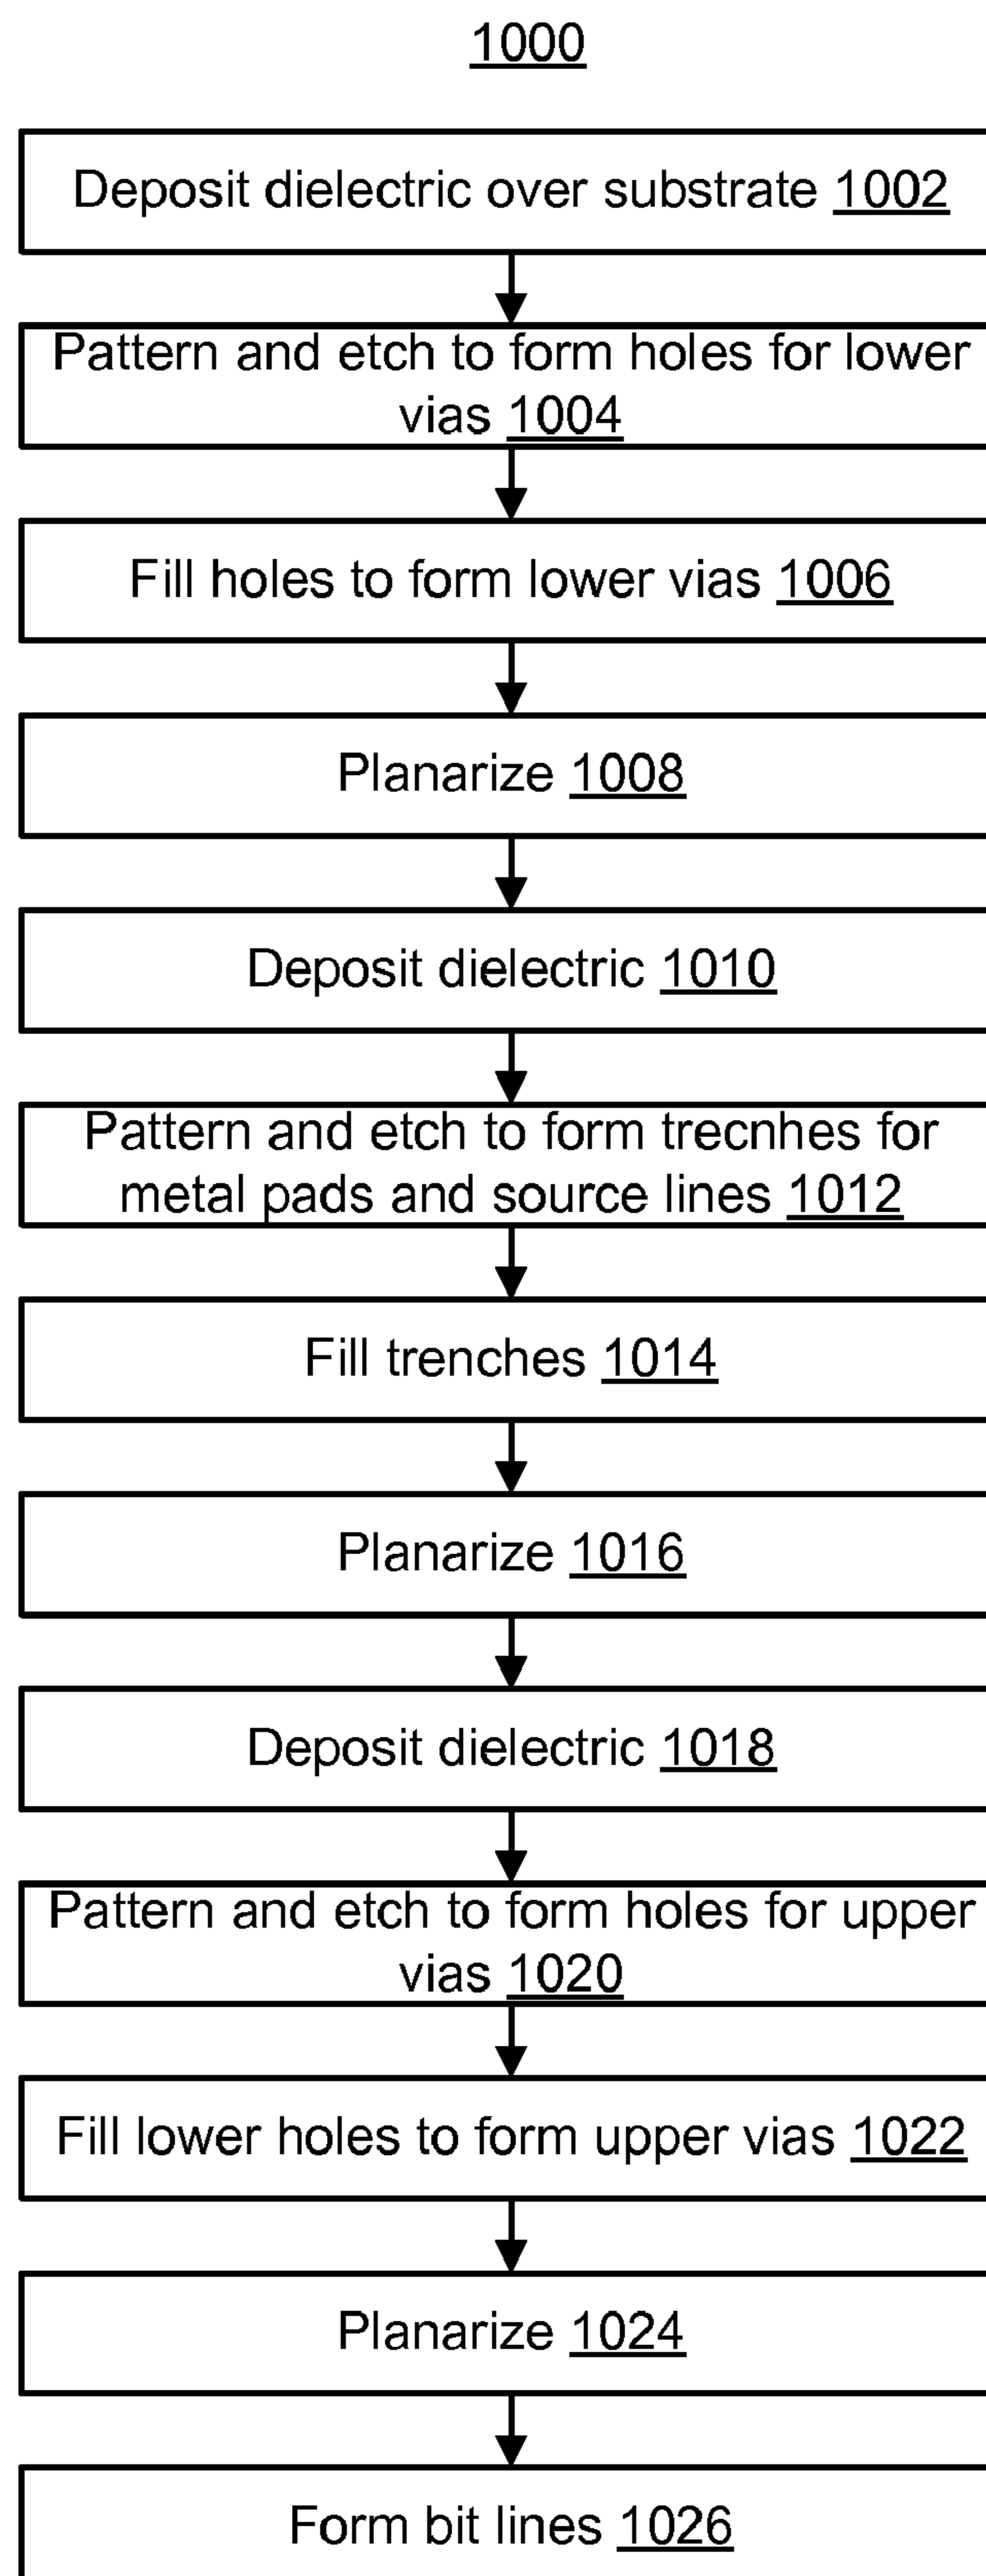 1000
Deposit dielectric over substrate 1002
Pattern and etch to form holes for lower
vias 1004
Fill holes to form lower vias 1006
Planarize 1008
Deposit dielectric 1010
Pattern and etch to form trecnhes for
metal pads and source lines 1012
Fill trenches 1014
Planarize 1016
Deposit dielectric 1018
Pattern and etch to form holes for upper
vias 1020
Fill lower holes to form upper vias 1022
Planarize 1024
Form bit lines 1026